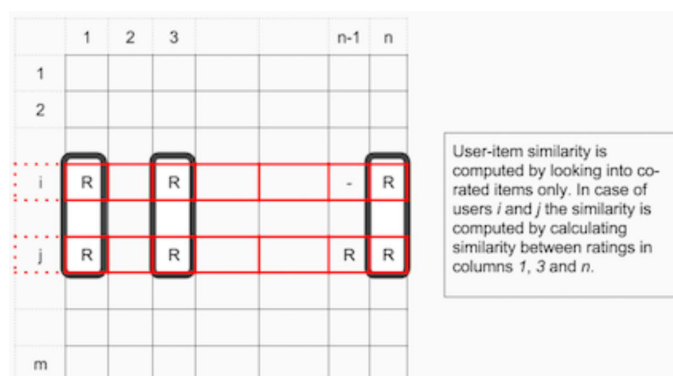 1 2 3 n-1 n
1
2
i R R - R
j R R R R
m
User-item similarity is
computed by looking into co-
rated items only. In case of
users i and j the similarity is
computed by calculating
similarity between ratings in
columns 1, 3 and n.